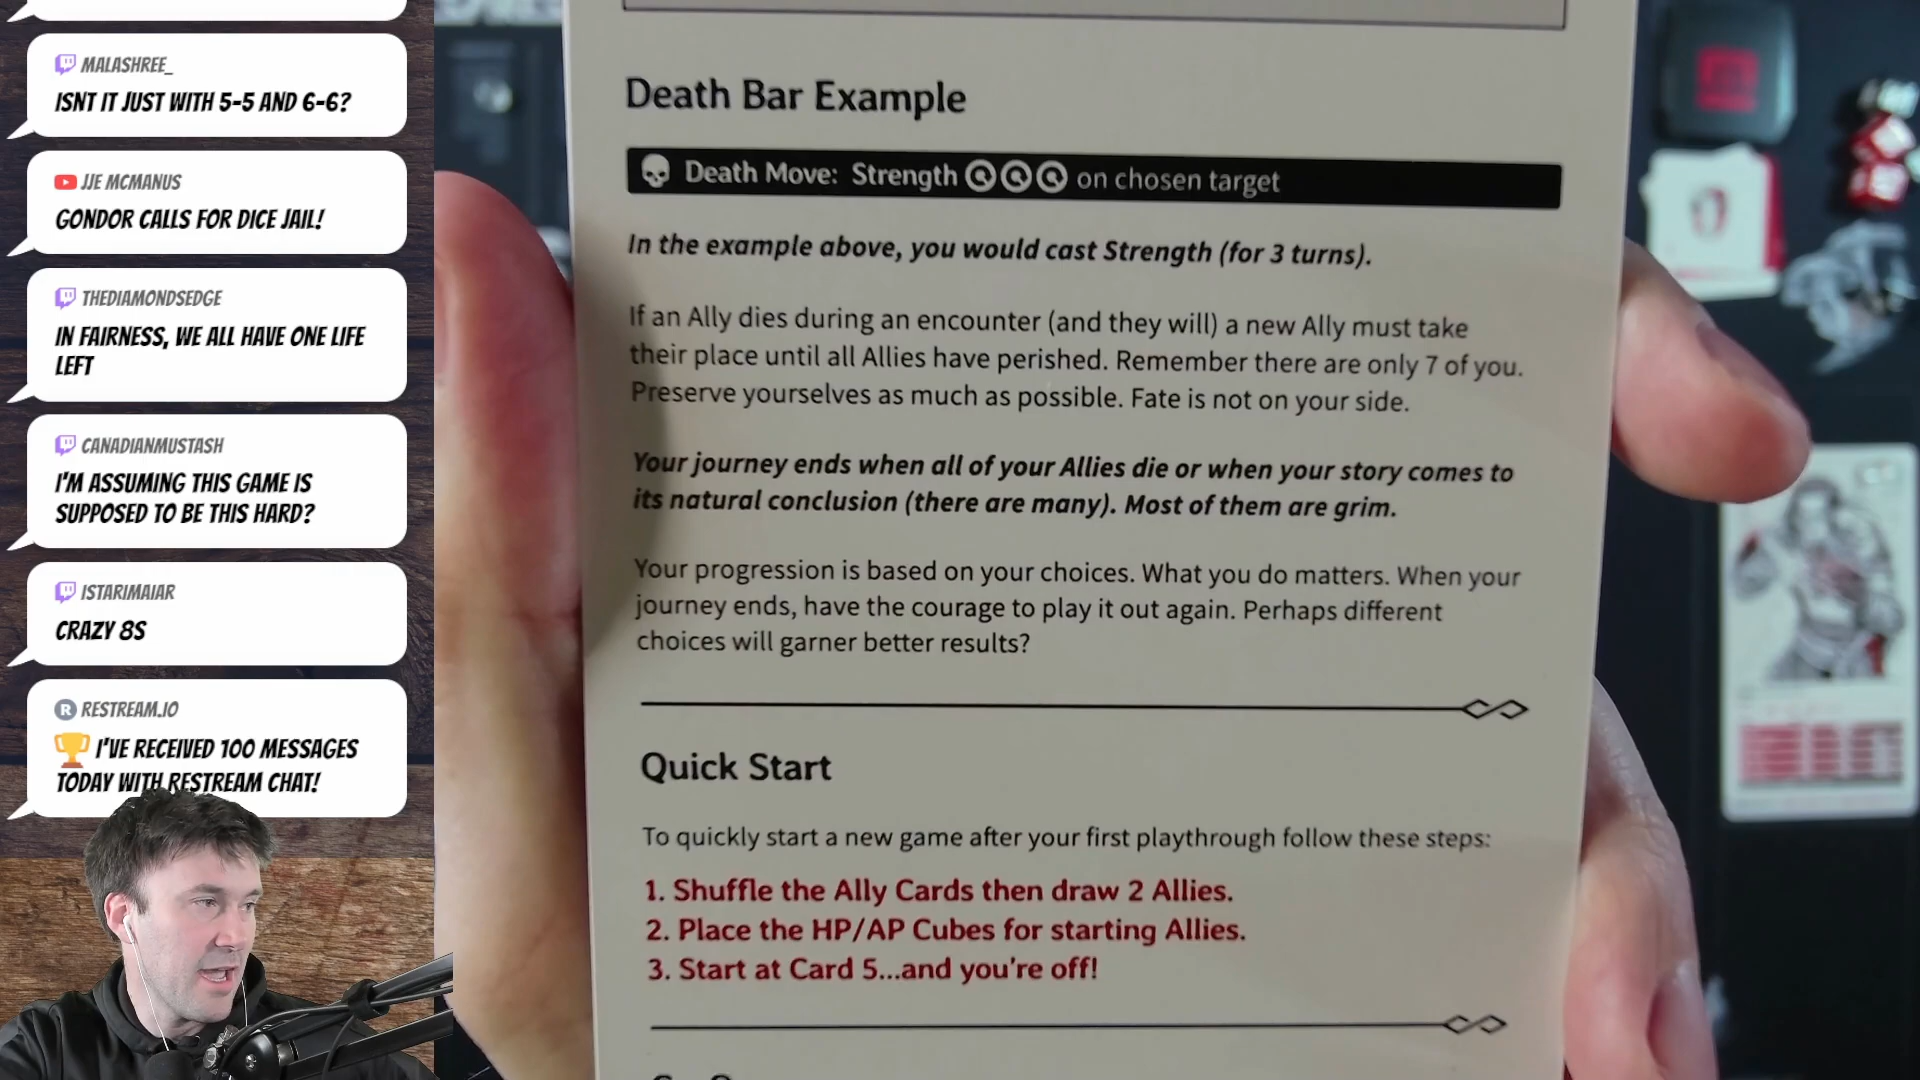 MALASHREE_
ISNT IT JUST WITH 5-5 AND 6-6?
JJE MCMANUS
GONDOR CALLS FOR DICE JAIL!
THEDIAMONDSEDGE
IN FAIRNESS, WE ALL HAVE ONE LIFE
LEFT
CANADIANMUSTASH
I'M ASSUMING THIS GAME IS
SUPPOSED TO BE THIS HARD?
ISTARIMAIAR
CRAZY 8S
R RESTREAM.IO
I'VE RECEIVED 100 MESSAGES
TODAY WITH RESTREAM CHAT!
Death Bar Example
Death Move: Strength on chosen target
In the example above, you would cast Strength (for 3 turns).
If an Ally dies during an encounter (and they will) a new Ally must take
their place until all Allies have perished. Remember there are only 7 of you.
Preserve yourselves as much as possible. Fate is not on your side.
Your journey ends when all of your Allies die or when your story comes to
its natural conclusion (there are many). Most of them are grim.
Your progression is based on your choices. What you do matters. When your
journey ends, have the courage to play it out again. Perhaps different
choices will garner better results?
Quick Start
To quickly start a new game after your first playthrough follow these steps:
1. Shuffle the Ally Cards then draw 2 Allies.
2. Place the HP/AP Cubes for starting Allies.
3. Start at Card 5...and you're off!